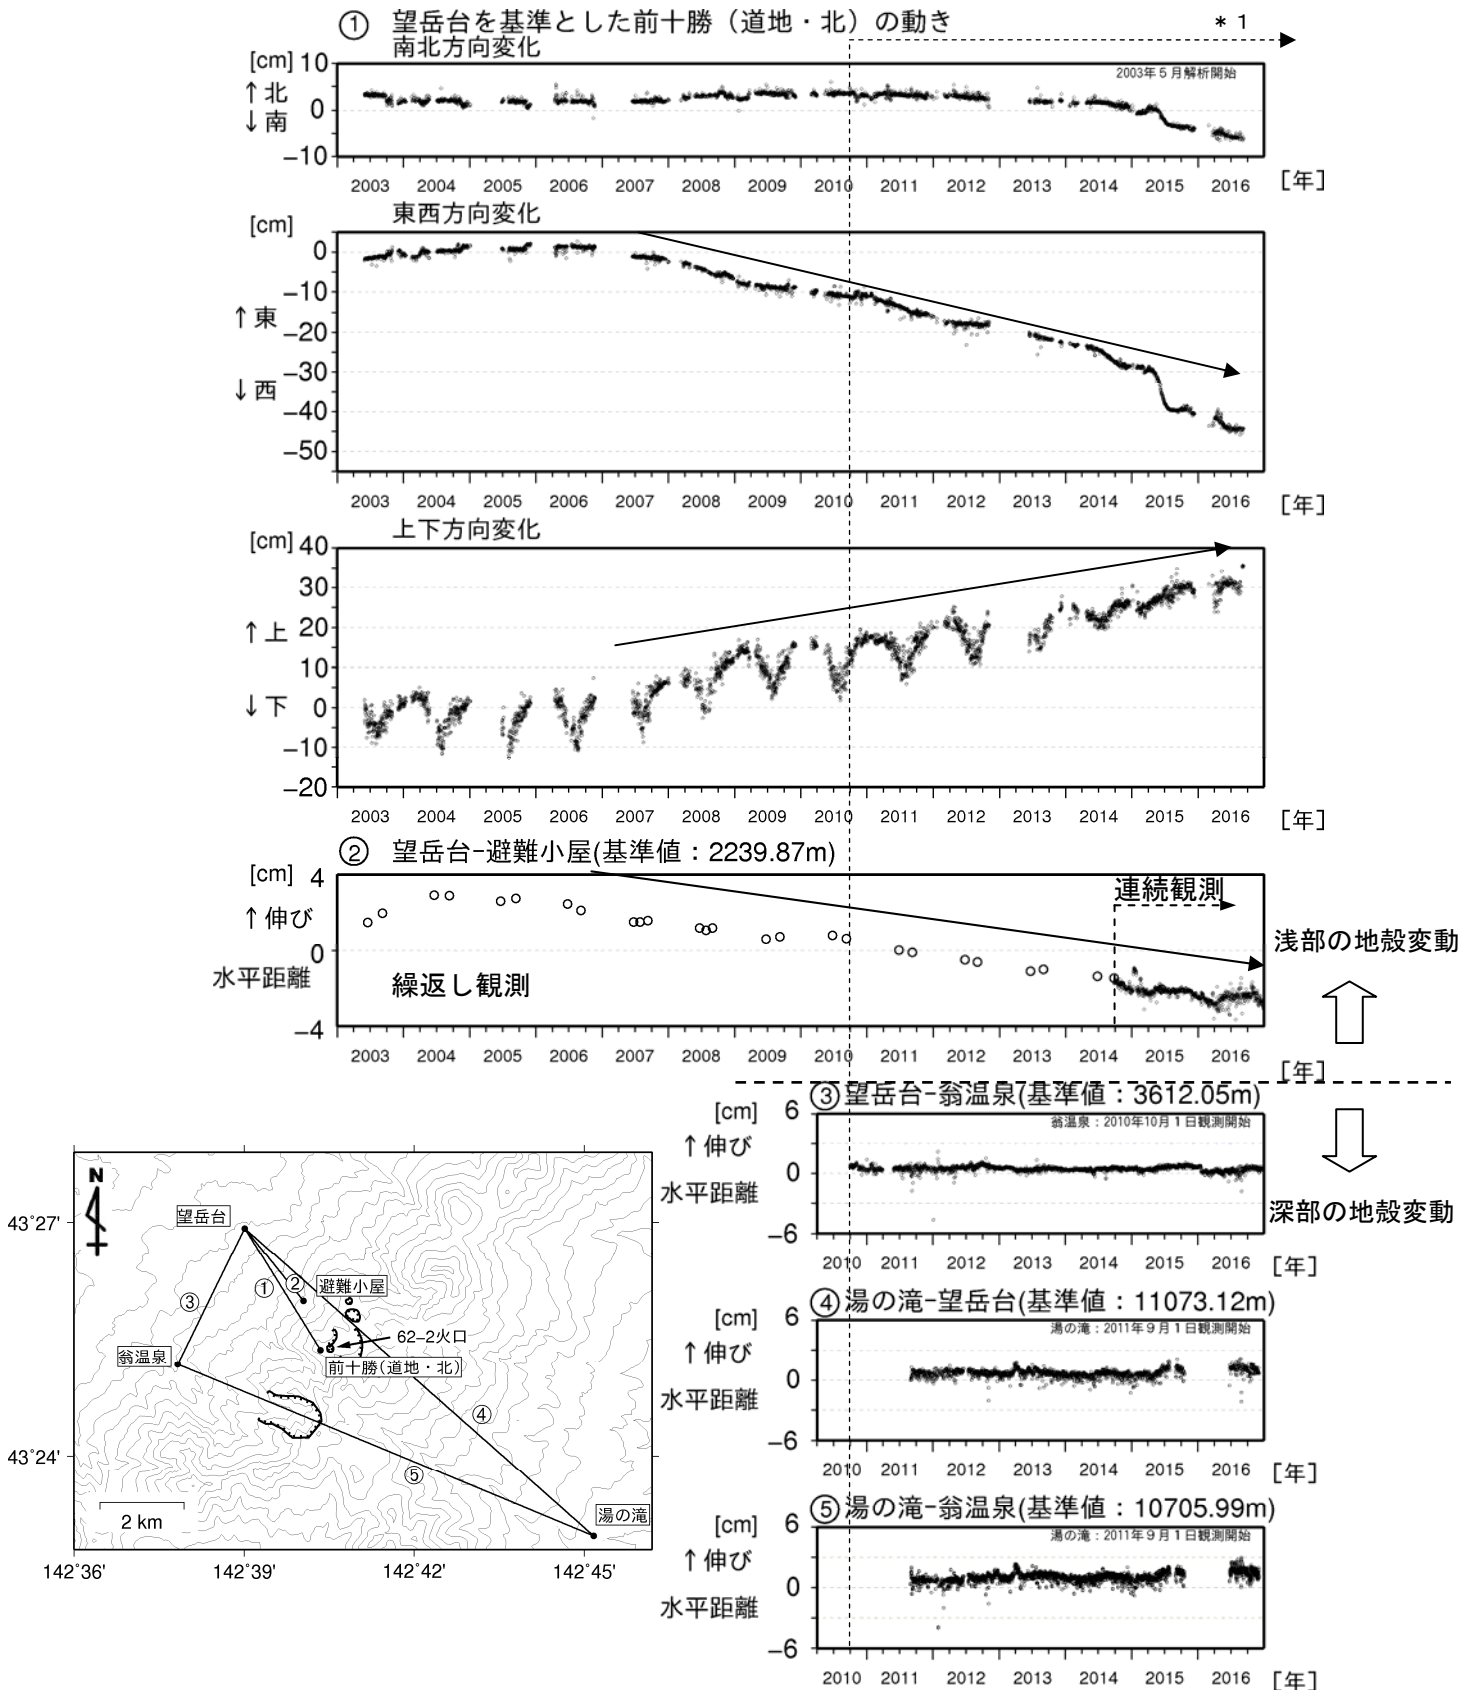 ① 望岳台を基準とした前十勝（道地・北）の動き
＊1
南北方向変化
[cm]
2003年５月解析開始
↑北
↓南
10
0
−10
2003 2004 2005 2006 2007 2008 2009 2010 2011 2012 2013 2014 2015 2016 [年]
東西方向変化
[cm]
↑東
↓西
0
−10
−20
−30
−40
−50
2003 2004 2005 2006 2007 2008 2009 2010 2011 2012 2013 2014 2015 2016 [年]
上下方向変化
[cm]
↑上
↓下
40
30
20
10
0
−10
−20
2003 2004 2005 2006 2007 2008 2009 2010 2011 2012 2013 2014 2015 2016 [年]
② 望岳台−避難小屋(基準値：2239.87m)
[cm]
↑伸び
水平距離
4
0
−4
繰返し観測
連続観測
2003 2004 2005 2006 2007 2008 2009 2010 2011 2012 2013 2014 2015 2016 [年]
浅部の地殻変動
深部の地殻変動
③望岳台−翁温泉(基準値：3612.05m)
[cm]
翁温泉：2010年10月１日観測開始
↑伸び
水平距離
6
0
−6
2010 2011 2012 2013 2014 2015 2016 [年]
④湯の滝−望岳台(基準値：11073.12m)
[cm]
湯の滝：2011年９月１日観測開始
↑伸び
水平距離
6
0
−6
2010 2011 2012 2013 2014 2015 2016 [年]
⑤湯の滝−翁温泉(基準値：10705.99m)
[cm]
湯の滝：2011年９月１日観測開始
↑伸び
水平距離
6
0
−6
2010 2011 2012 2013 2014 2015 2016 [年]
N
43°27'
43°24'
望岳台
避難小屋
62−2火口
前十勝(道地・北)
翁温泉
湯の滝
①
②
③
④
⑤
2 km
142°36' 142°39' 142°42' 142°45'